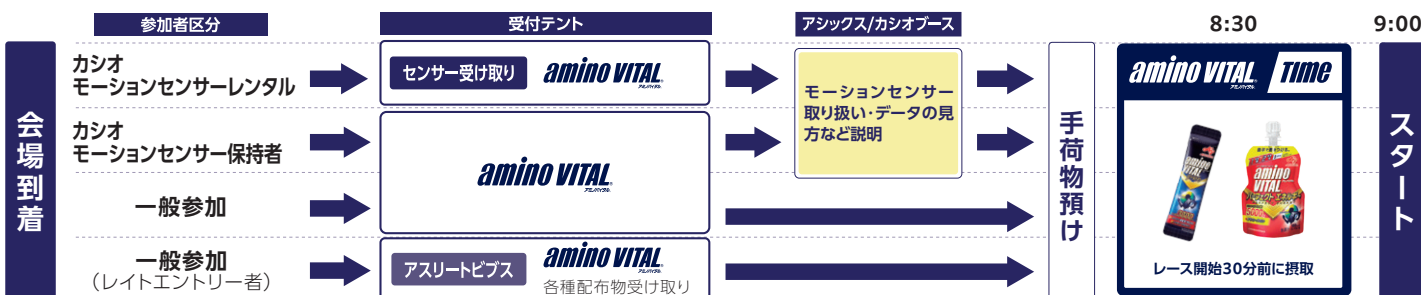 参加者区分
受付テント
アシックス/カシオブース
8:30
9:00
会場到着
カシオ
モーションセンサーレンタル
センサー受け取り
amino VITAL
モーションセンサー
取り扱い・データの見
方など説明
カシオ
モーションセンサー保持者
amino VITAL
一般参加
一般参加
（レイトエントリー者）
アスリートビブス
amino VITAL
各種配布物受け取り
手荷物預け
amino VITAL TIME
amino VITAL
amino VITAL
レース開始30分前に摂取
スタート